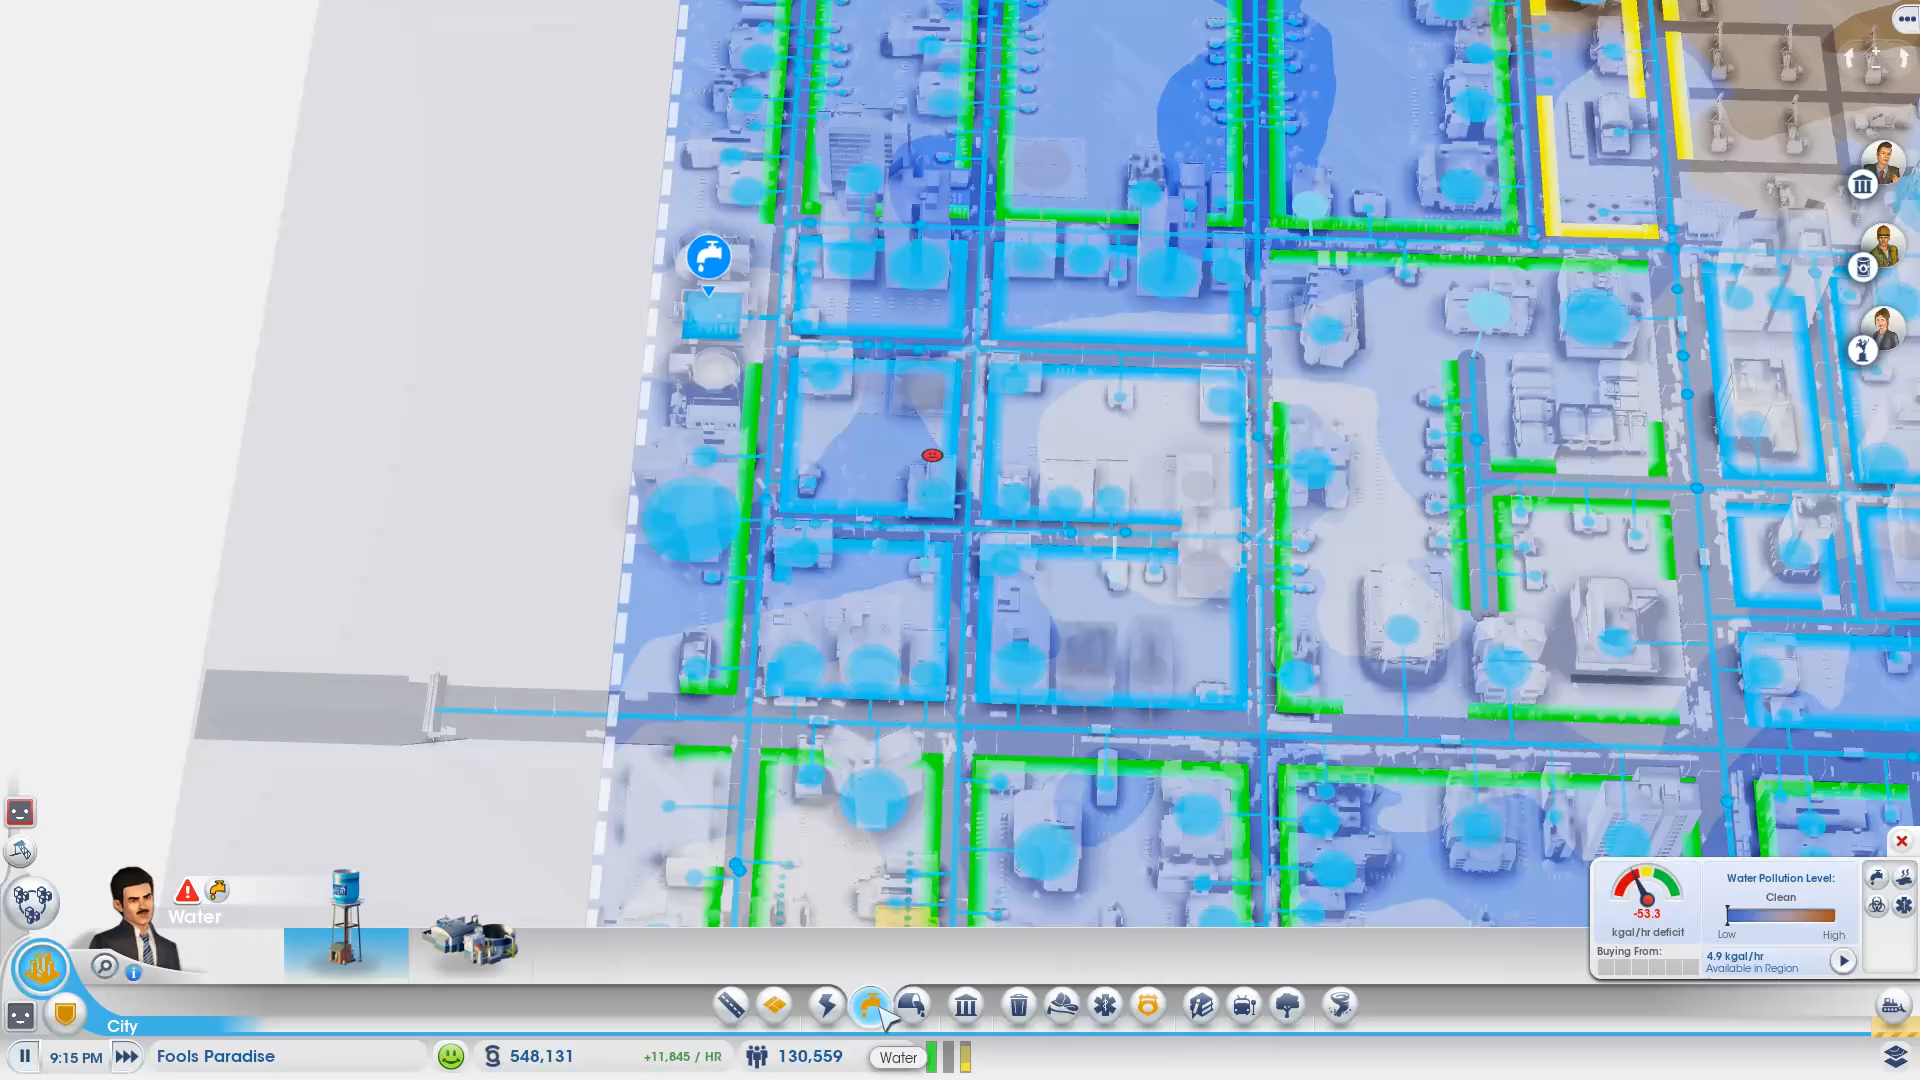 Water
Water Pollution Level:
Clean
Low
High
-53.3
kgal/hr deficit
Buying From:
4.9 kgal/hr
Available in Region
City
9:15 PM
Fools Paradise
548,131
+11,845 / HR
130,559
Water